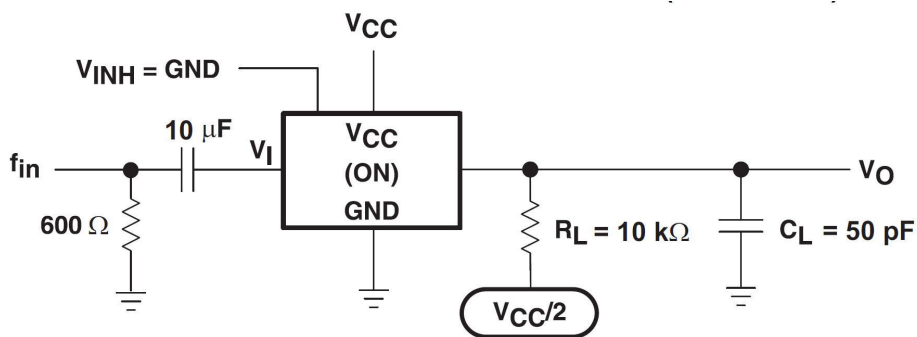 VCC
VINH = GND
10 μF
VI
VCC
(ON)
GND
fin
600 Ω
RL = 10 kΩ
VCC/2
CL = 50 pF
VO